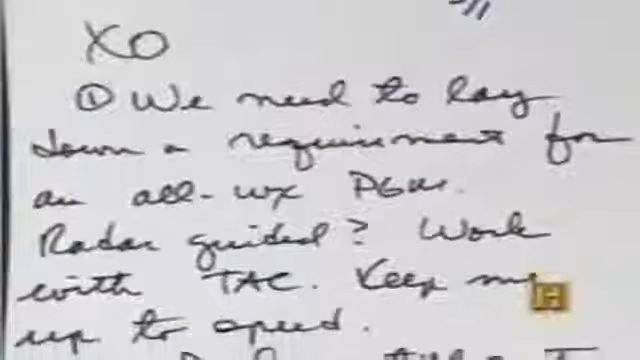 XO
① We need to lay
down a requirement for
an all-wx PGM.
Radar guided? Work
with TAC. Keep me
up to speed.